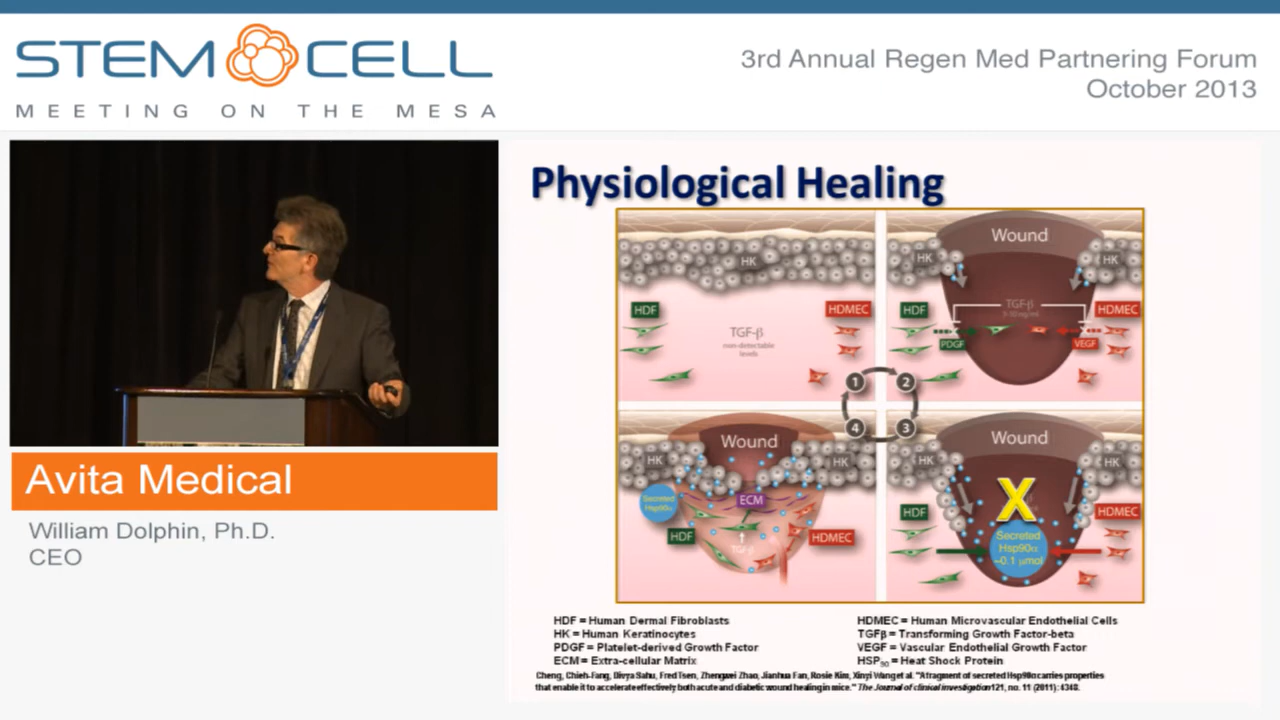 STEM CELL
MEETING ON THE MESA
3rd Annual Regen Med Partnering Forum
October 2013
Avita Medical
William Dolphin, Ph.D.
CEO
Physiological Healing
HK
HDF
HDMEC
TGF-β
non-detectable
levels
1
Wound
HK
HK
TGF-β
HDF
HDMEC
PDGF
VEGF
2
Wound
HK
HK
Secreted
Hsp90α
ECM
HDF
HDMEC
TGF-β
4
Wound
HK
HK
X
HDF
HDMEC
Secreted
Hsp90α
~0.1 μmol
3
HDF = Human Dermal Fibroblasts
HK = Human Keratinocytes
PDGF = Platelet-derived Growth Factor
ECM = Extra-cellular Matrix
HDMEC = Human Microvascular Endothelial Cells
TGFβ = Transforming Growth Factor-beta
VEGF = Vascular Endothelial Growth Factor
HSP90 = Heat Shock Protein
Cheng, Chieh-Fang, Divya Sahu, Fred Tsen, Zhengwei Zhao, Jianhua Fan, Rosie Kim, Xinyi Wang et al. "A fragment of secreted Hsp90α carries properties
that enable it to accelerate effectively both acute and diabetic wound healing in mice." The Journal of clinical investigation 121, no. 11 (2011): 4348.